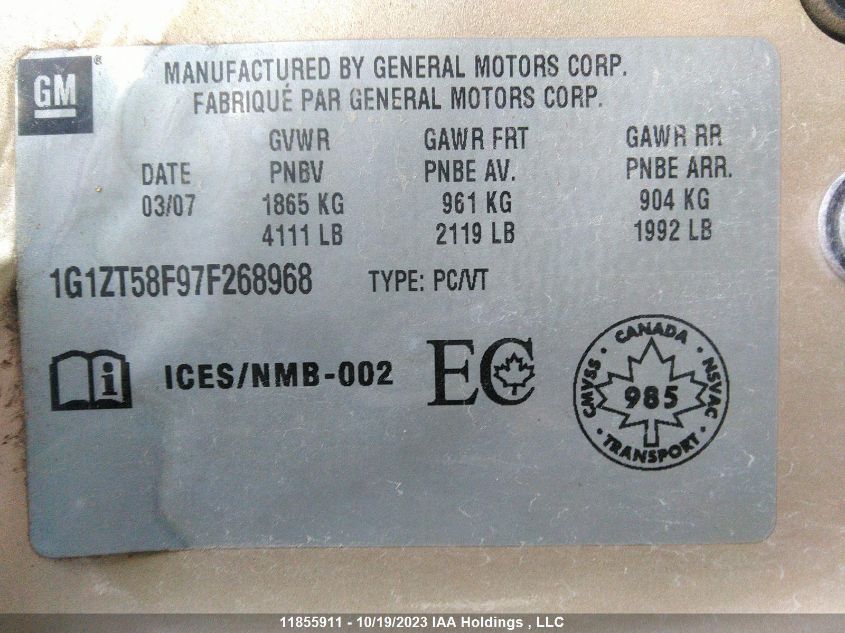 GM ®
MANUFACTURED BY GENERAL MOTORS CORP.
FABRIQUÉ PAR GENERAL MOTORS CORP.
GVWR GAWR FRT GAWR RR
DATE PNBV PNBE AV. PNBE ARR.
03/07 1865 KG 961 KG 904 KG
4111 LB 2119 LB 1992 LB
1G1ZT58F97F268968 TYPE: PC/VT
i ICES/NMB-002 EC
CANADA
CMVSS 985 NSVAC
TRANSPORT
11855911 - 10/19/2023 IAA Holdings , LLC